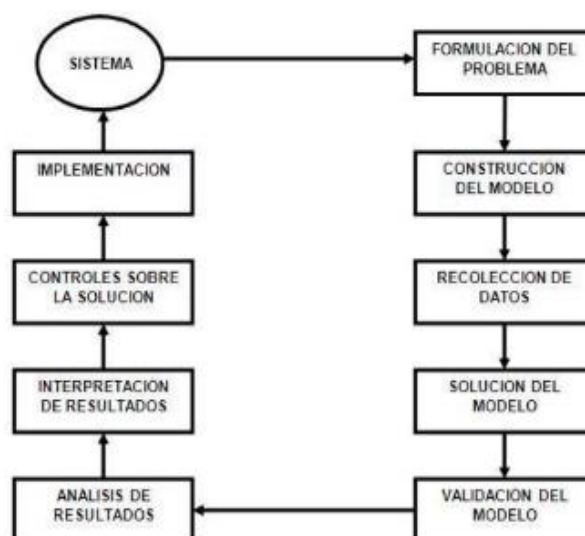 SISTEMA
FORMULACION DEL
PROBLEMA
CONSTRUCCIÓN
DEL MODELO
RECOLECCION DE
DATOS
SOLUCION DEL
MODELO
VALIDACION DEL
MODELO
ANALISIS DE
RESULTADOS
INTERPRETACION
DE RESULTADOS
CONTROLES SOBRE
LA SOLUCION
IMPLEMENTACION